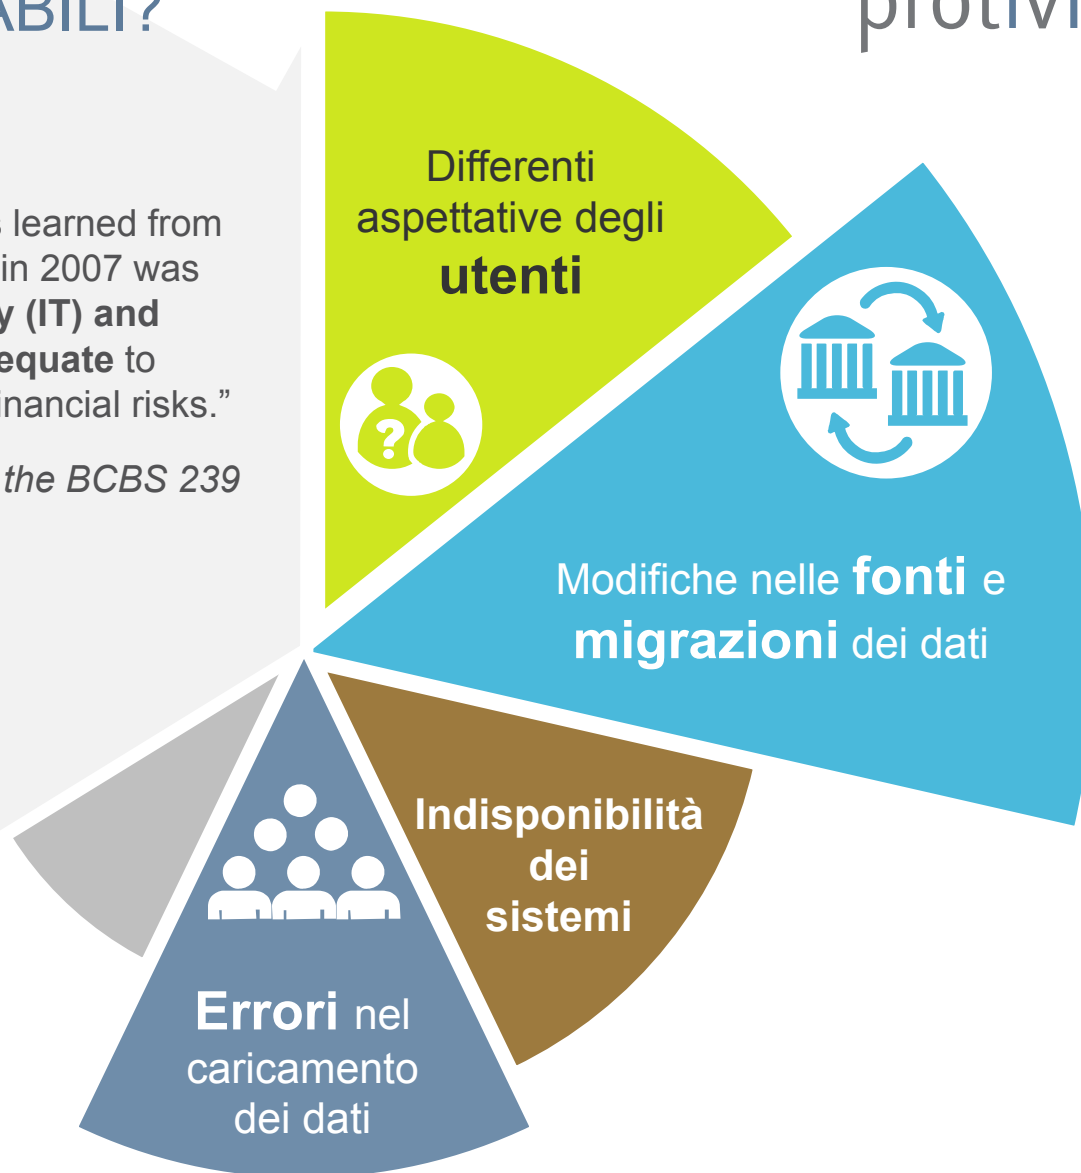 ABILI?
protivi
s learned from
in 2007 was
y (IT) and
equate to
inancial risks.”
the BCBS 239
Differenti
aspettative degli
utenti
?
Modifiche nelle fonti e
migrazioni dei dati
Indisponibilità
dei
sistemi
Errori nel
caricamento
dei dati